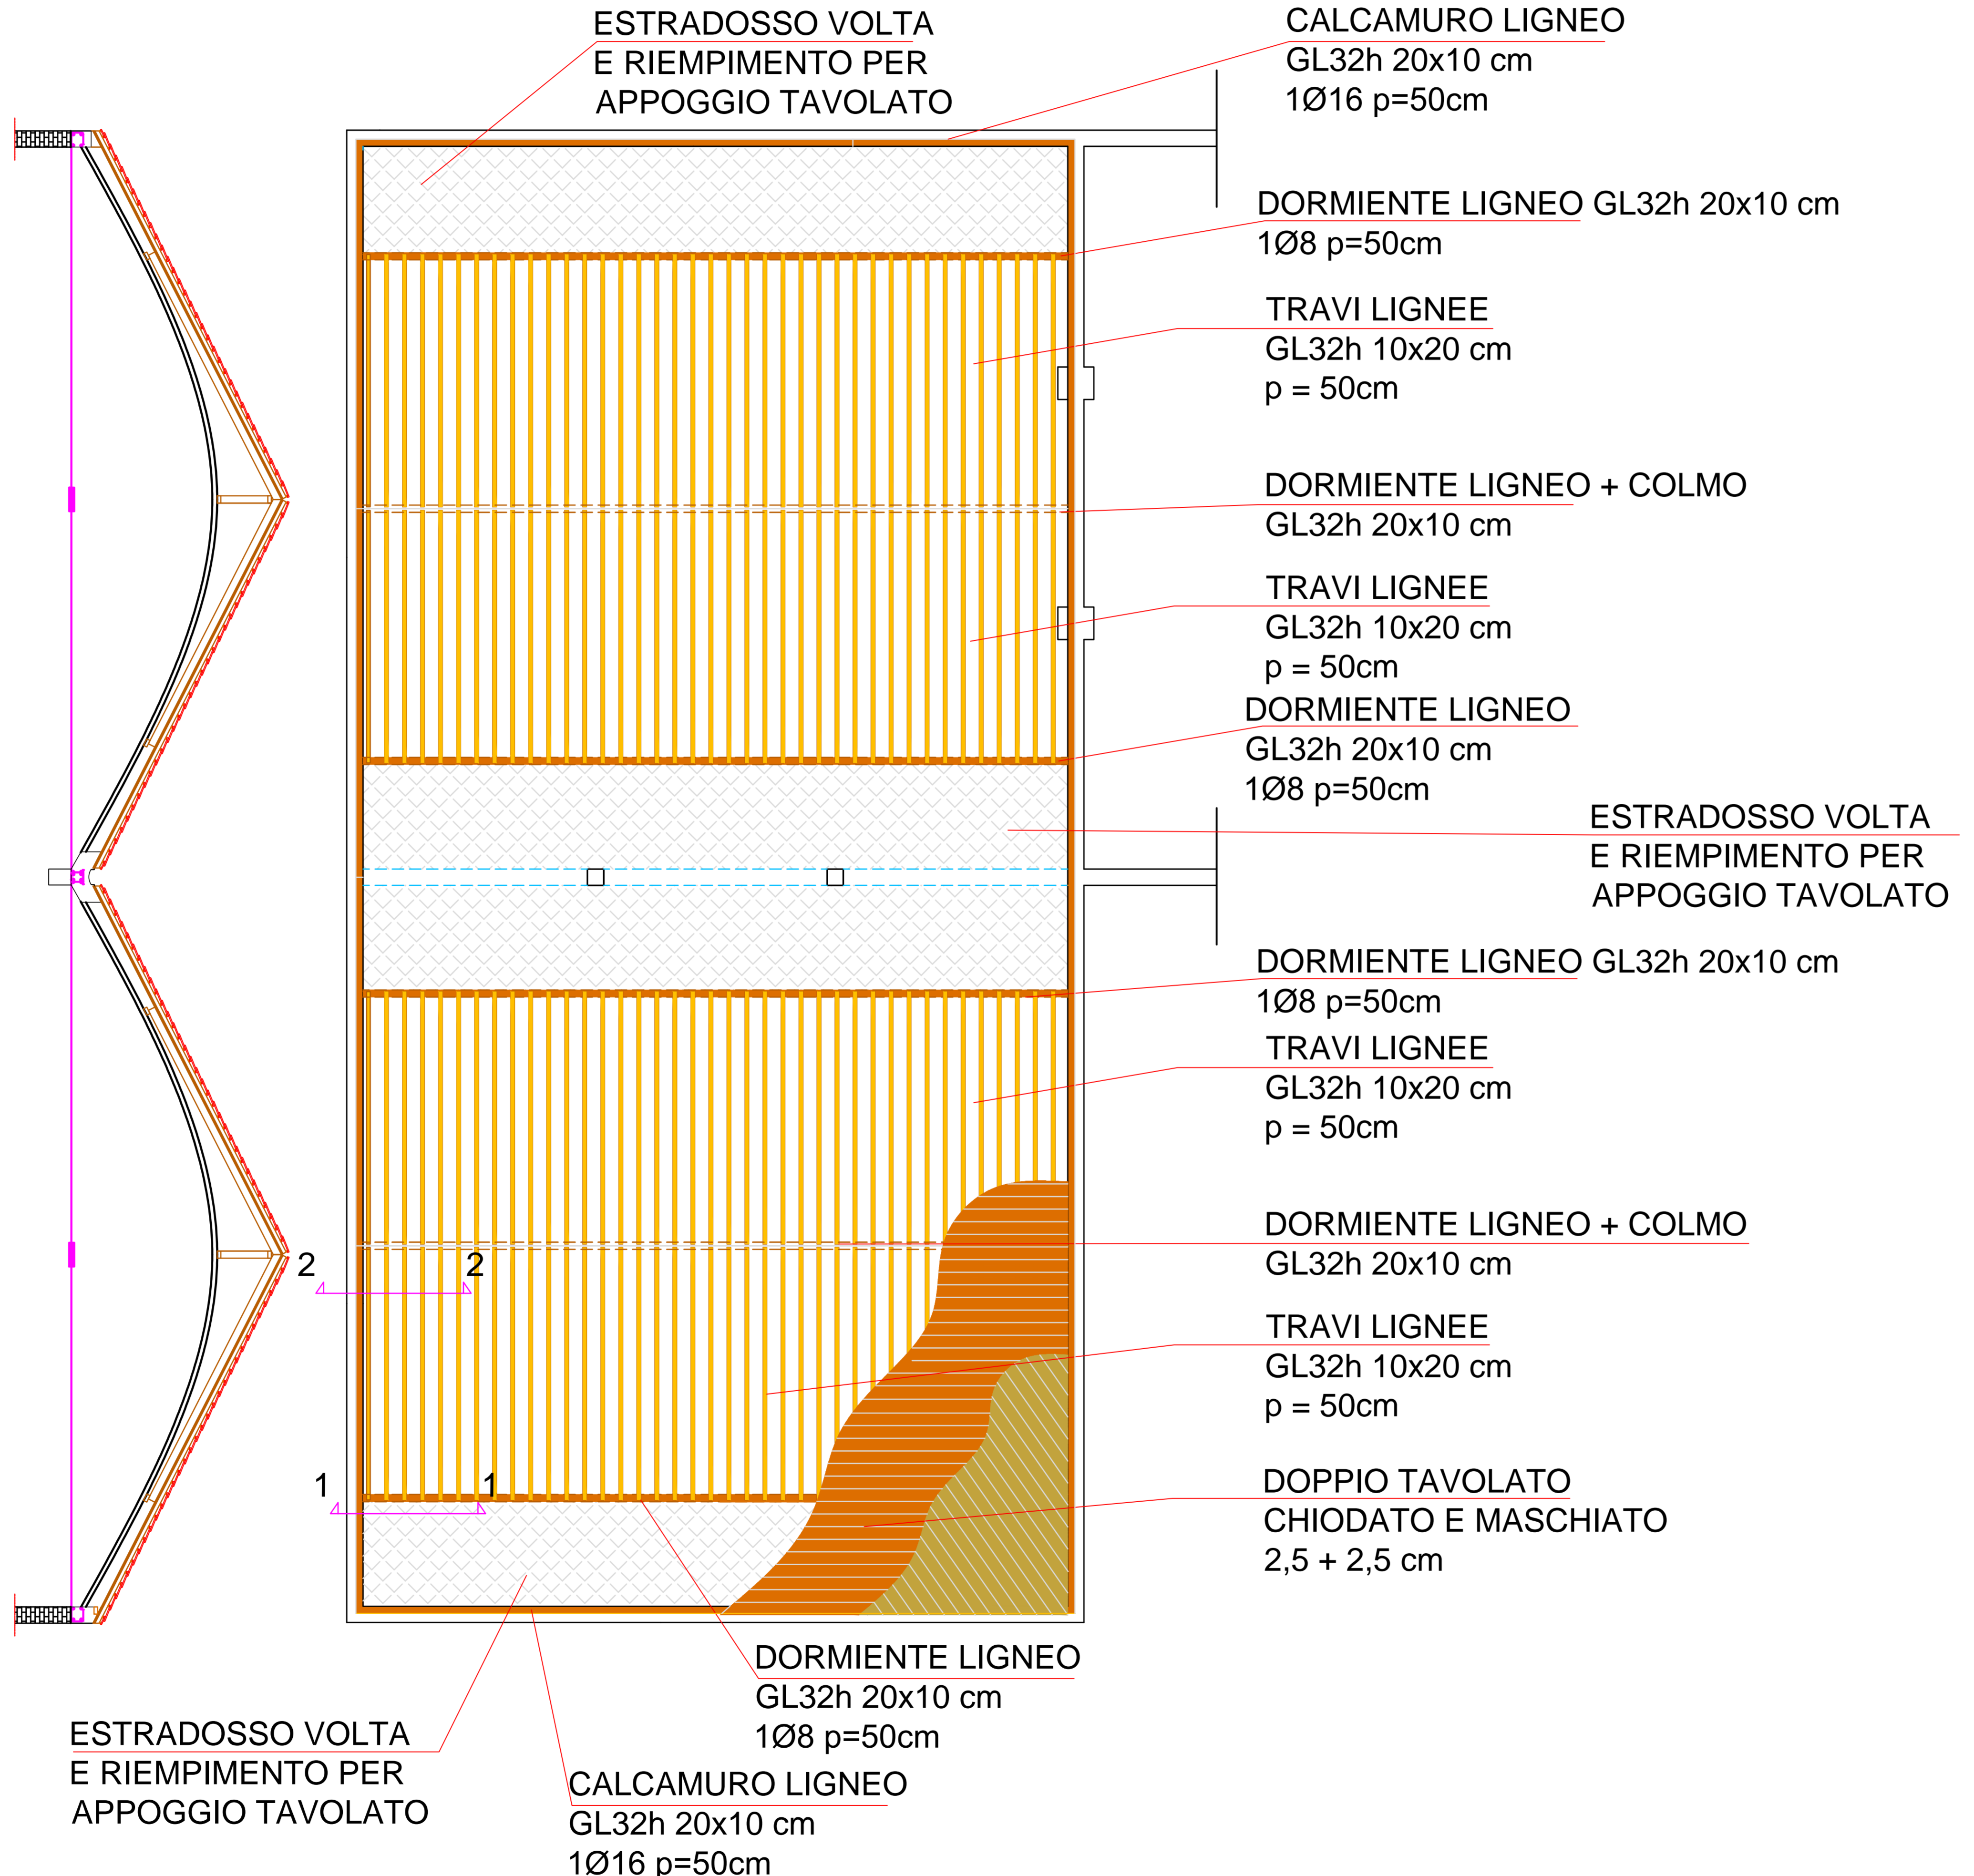 ESTRADOSSO VOLTA
E RIEMPIMENTO PER
APPOGGIO TAVOLATO
CALCAMURO LIGNEO
GL32h 20x10 cm
1Ø16 p=50cm
DORMIENTE LIGNEO GL32h 20x10 cm
1Ø8 p=50cm
TRAVI LIGNEE
GL32h 10x20 cm
p = 50cm
DORMIENTE LIGNEO + COLMO
GL32h 20x10 cm
TRAVI LIGNEE
GL32h 10x20 cm
p = 50cm
DORMIENTE LIGNEO
GL32h 20x10 cm
1Ø8 p=50cm
ESTRADOSSO VOLTA
E RIEMPIMENTO PER
APPOGGIO TAVOLATO
DORMIENTE LIGNEO GL32h 20x10 cm
1Ø8 p=50cm
TRAVI LIGNEE
GL32h 10x20 cm
p = 50cm
DORMIENTE LIGNEO + COLMO
GL32h 20x10 cm
2 2
TRAVI LIGNEE
GL32h 10x20 cm
p = 50cm
1 1
DOPPIO TAVOLATO
CHIODATO E MASCHIATO
2,5 + 2,5 cm
DORMIENTE LIGNEO
GL32h 20x10 cm
1Ø8 p=50cm
ESTRADOSSO VOLTA
E RIEMPIMENTO PER
APPOGGIO TAVOLATO
CALCAMURO LIGNEO
GL32h 20x10 cm
1Ø16 p=50cm